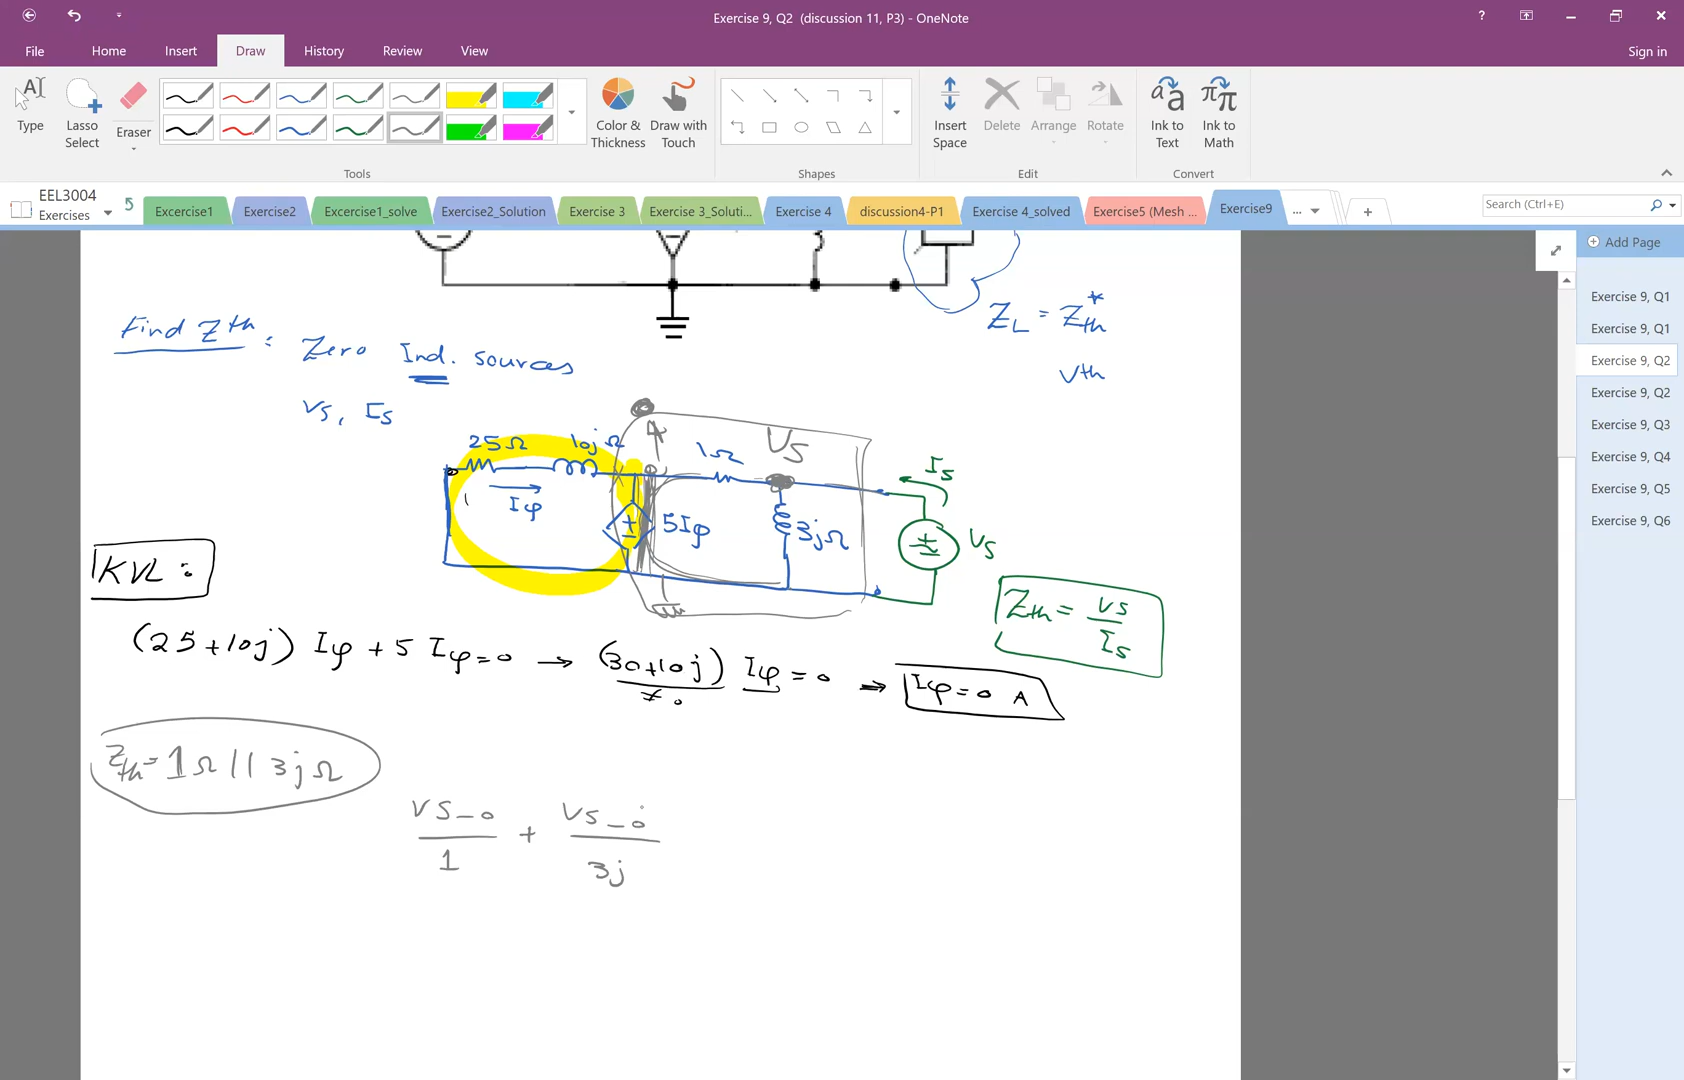 Exercise 9, Q2 (discussion 11, P3) - OneNote
?
File Home Insert Draw History Review View Sign in
Type
Lasso Select
Eraser
Color & Thickness
Draw with Touch
Insert Space
Delete
Arrange
Rotate
Ink to Text
Ink to Math
Tools Shapes Edit Convert
EEL3004
Exercises
Excercise1 Exercise2 Excercise1_solve Exercise2_Solution Exercise 3 Exercise 3_Soluti... Exercise 4 discussion4-P1 Exercise 4_solved Exercise5 (Mesh ... Exercise9 ...
Search (Ctrl+E)
Add Page
Exercise 9, Q1
Exercise 9, Q1
Exercise 9, Q2
Exercise 9, Q2
Exercise 9, Q3
Exercise 9, Q4
Exercise 9, Q5
Exercise 9, Q6
ZL = Zth*
Vth
Find Zth : Zero Ind. sources
Vs, Is
25Ω 10jΩ 1Ω Vs
Is
Iφ 5Iφ 3jΩ Vs
KVL :
Zth = Vs / Is
(25+10j) Iφ + 5 Iφ = 0 → (30+10j) Iφ = 0 → Iφ = 0 A
≠ 0
Zth = 1Ω || 3jΩ
Vs - 0 / 1 + Vs - 0 / 3j